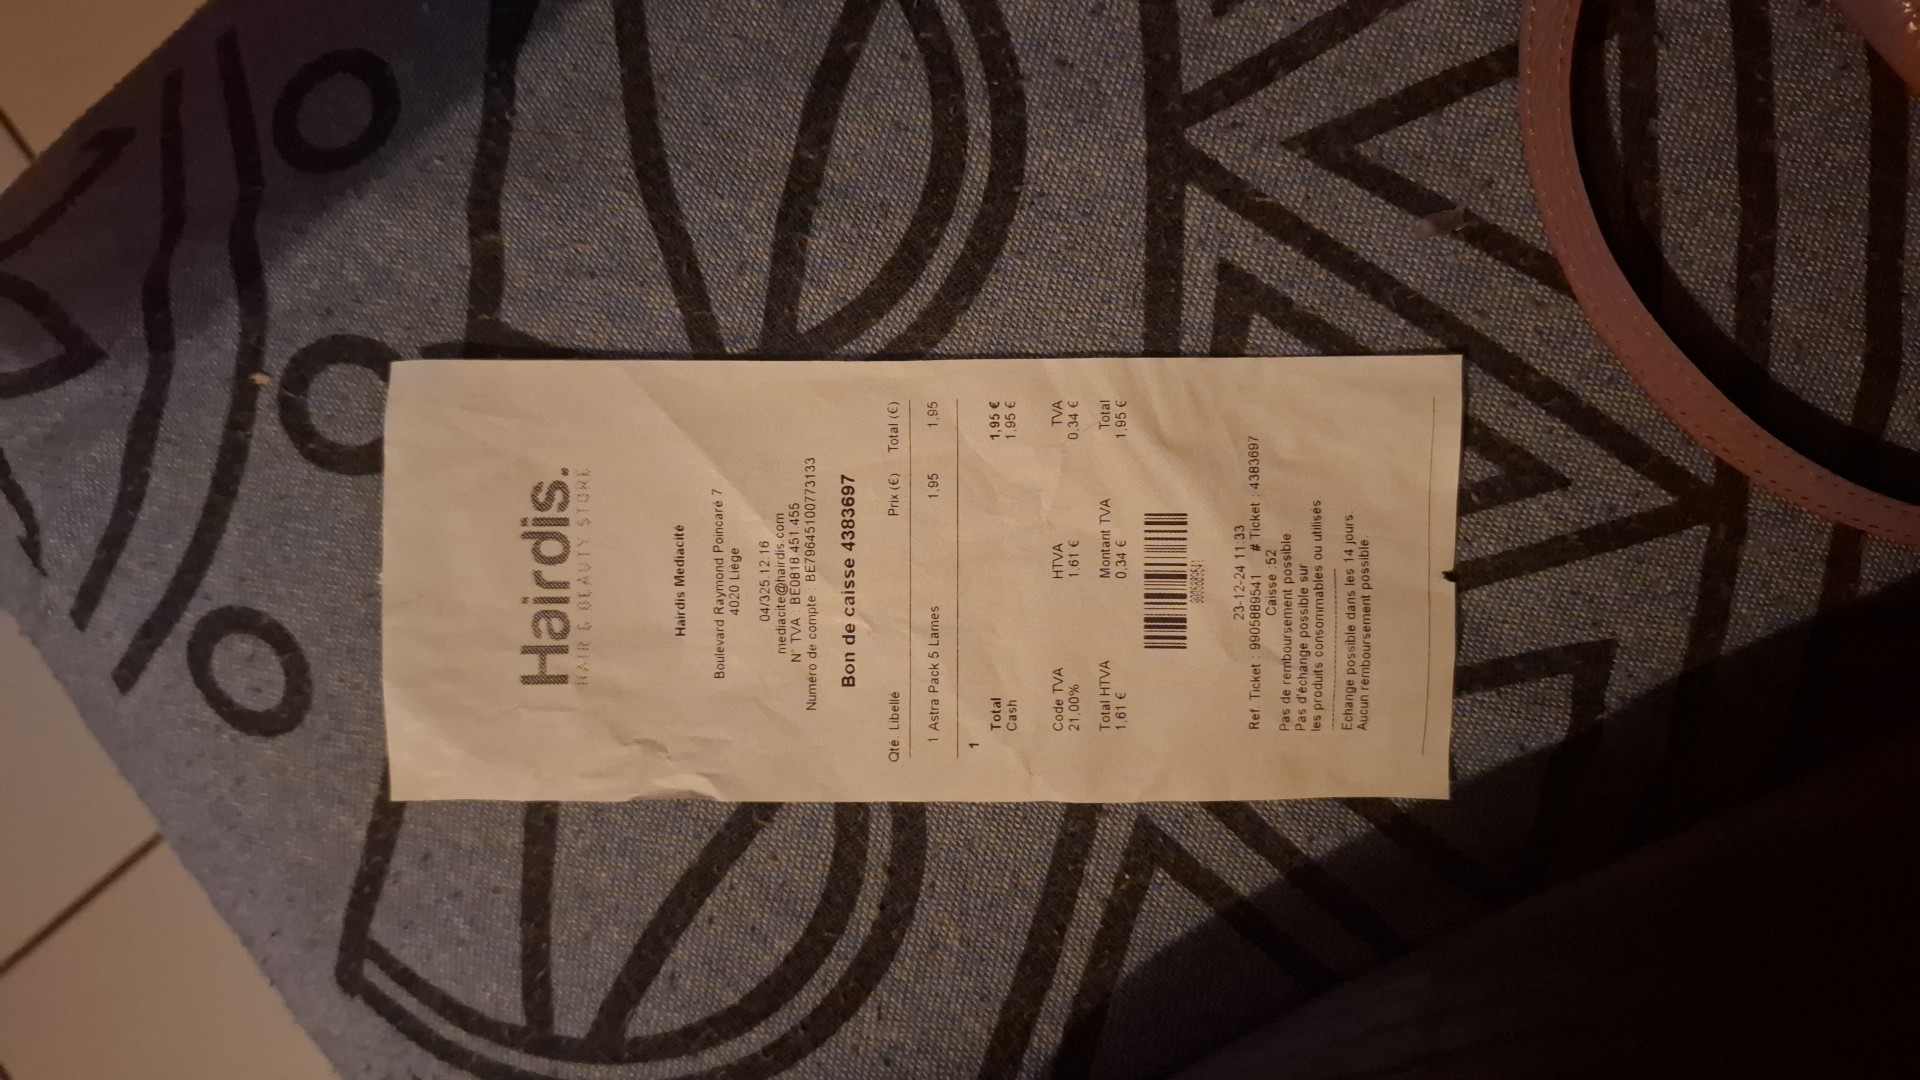 Hairdis.
HAIR & BEAUTY STORE
Hairdis Mediacité
Boulevard Raymond Poincaré 7
4020 Liège
04/325.12.16
mediacite@hairdis.com
N° TVA : BE0818.451.455
Numéro de compte : BE79645100773133
Bon de caisse 4383697
Qté. Libellé Prix (€) Total (€)
1 Astra Pack 5 Lames 1,95 1,95
1
Total 1,95 €
Cash 1,95 €
Code TVA HTVA TVA
21,00% 1,61 € 0,34 €
Total HTVA Montant TVA Total
1,61 € 0,34 € 1,95 €
9905889541
23-12-24 11:33
Ref. Ticket : 9905889541 # Ticket : 4383697
Caisse :52
Pas de remboursement possible.
Pas d'échange possible sur
les produits consommables ou utilisés
Echange possible dans les 14 jours.
Aucun remboursement possible.